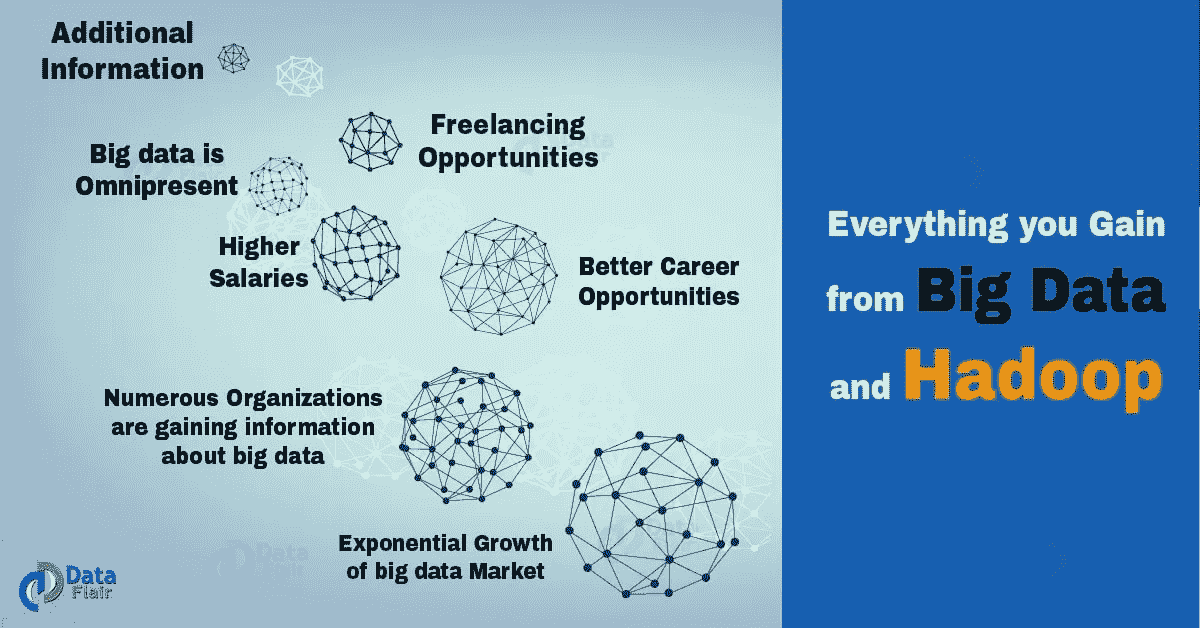 Additional
Information
Freelancing
Opportunities
Big data is
Omnipresent
Higher
Salaries
Better Career
Opportunities
Numerous Organizations
are gaining information
about big data
Exponential Growth
of big data Market
Data
Flair
Everything you Gain
from Big Data
and Hadoop